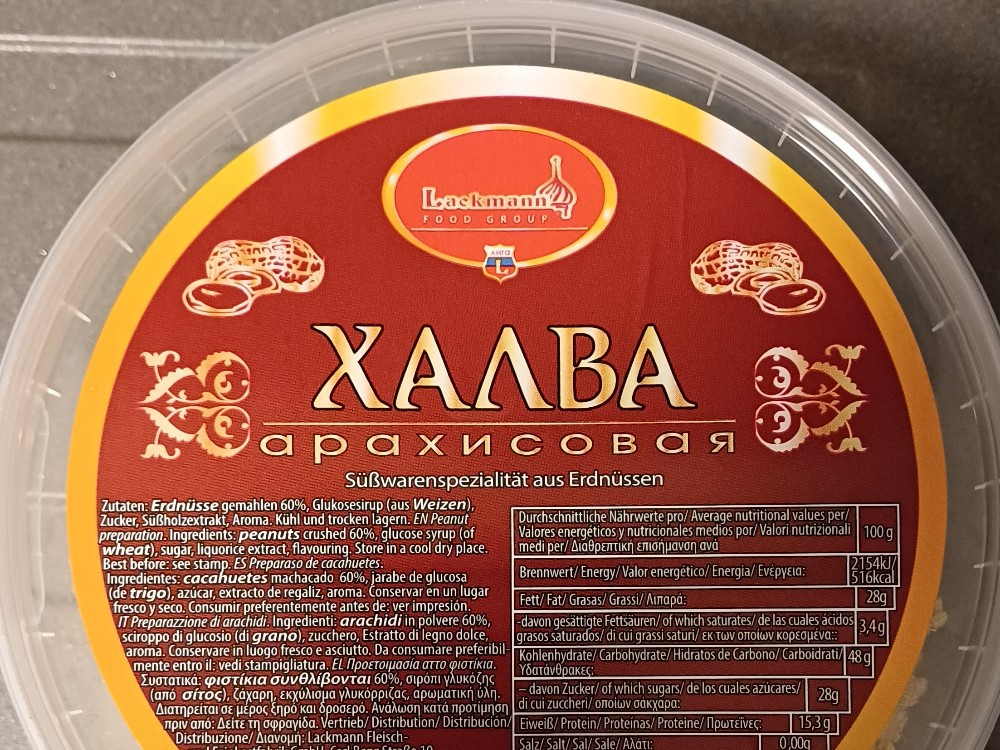 Lackmann
FOOD GROUP
ЛИГА
L
ХАЛВА
арахисовая
Süßwarenspezialität aus Erdnüssen
Zutaten: Erdnüsse gemahlen 60%, Glukosesirup (aus Weizen),
Zucker, Süßholzextrakt, Aroma. Kühl und trocken lagern. EN Peanut
preparation. Ingredients: peanuts crushed 60%, glucose syrup (of
wheat), sugar, liquorice extract, flavouring. Store in a cool dry place.
Best before: see stamp. ES Preparaso de cacahuetes.
Ingredientes: cacahuetes machacado 60%, jarabe de glucosa
(de trigo), azúcar, extracto de regaliz, aroma. Conservar en un lugar
fresco y seco. Consumir preferentemente antes de: ver impresión.
IT Preparazzione di arachidi. Ingredienti: arachidi in polvere 60%,
sciroppo di glucosio (di grano), zucchero, Estratto di legno dolce,
aroma. Conservare in luogo fresco e asciutto. Da consumare preferibil-
mente entro il: vedi stampigliatura. EL Προετοιμασία αττο φιστίκια.
Συστατικά: φιστίκια συνθλίβονται 60%, σιρόπι γλυκόζης
(από σίτος), ζάχαρη, εκχύλισμα γλυκόρριζας, αρωματική ύλη.
Διατηρείται σε μέρος ξηρό και δροσερό. Ανάλωση κατά προτίμηση
πριν από: Δείτε τη σφραγίδα. Vertrieb/ Distribution/ Distribución/
Distribuzione/ Διανομή: Lackmann Fleisch-
Durchschnittliche Nährwerte pro/ Average nutritional values per/
Valores energéticos y nutricionales medios por/ Valori nutrizionali
medi per/ Διαθρεπτική επισήμανση ανά
100 g
Brennwert/ Energy/ Valor energético/ Energia/ Ενέργεια:
2154kJ/
516kcal
Fett/ Fat/ Grasas/ Grassi/ Λιπαρά:
28g
-davon gesättigte Fettsäuren/ of which saturates/ de las cuales ácidos
grasos saturados/ di cui grassi saturi/ εκ των οποίων κορεσμένα::
3,4 g
Kohlenhydrate/ Carbohydrate/ Hidratos de Carbono/ Carboidrati/
Υδατάνθρακες:
48 g
– davon Zucker/ of which sugars/ de los cuales azúcares/
di cui zuccheri/ οποίων σάκχαρα:
28g
Eiweiß/ Protein/ Proteínas/ Proteine/ Πρωτεΐνες:
15,3 g
Salz/ Salt/ Sal/ Sale/ Αλάτι:
0,00g